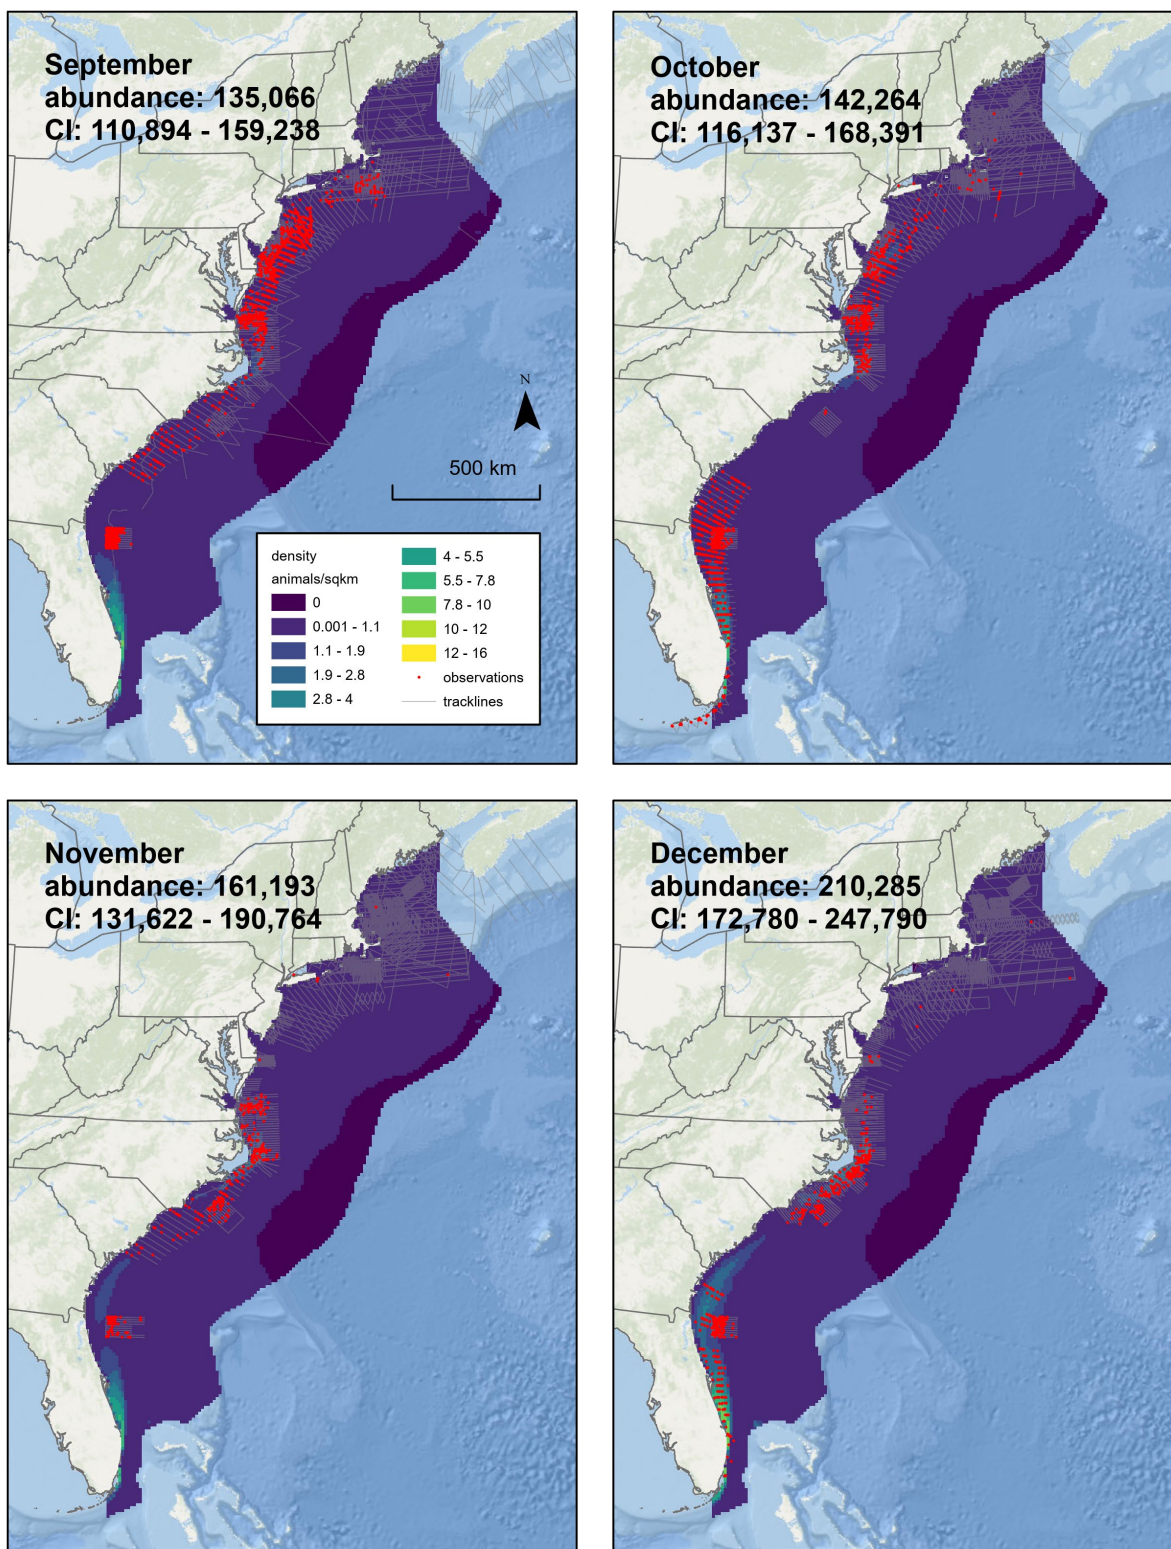 September
abundance: 135,066
CI: 110,894 - 159,238
N
500 km
density
animals/sqkm
0
0.001 - 1.1
1.1 - 1.9
1.9 - 2.8
2.8 - 4
4 - 5.5
5.5 - 7.8
7.8 - 10
10 - 12
12 - 16
observations
tracklines
October
abundance: 142,264
CI: 116,137 - 168,391
November
abundance: 161,193
CI: 131,622 - 190,764
December
abundance: 210,285
CI: 172,780 - 247,790